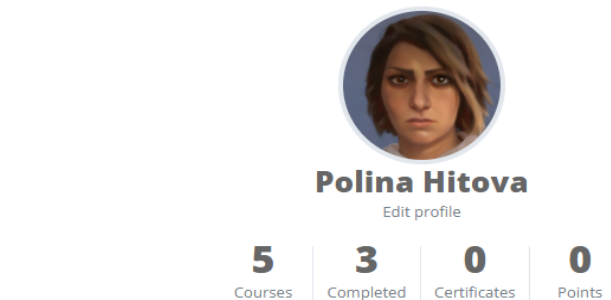 Polina Hitova
Edit profile
5 3 0 0
Courses Completed Certificates Points